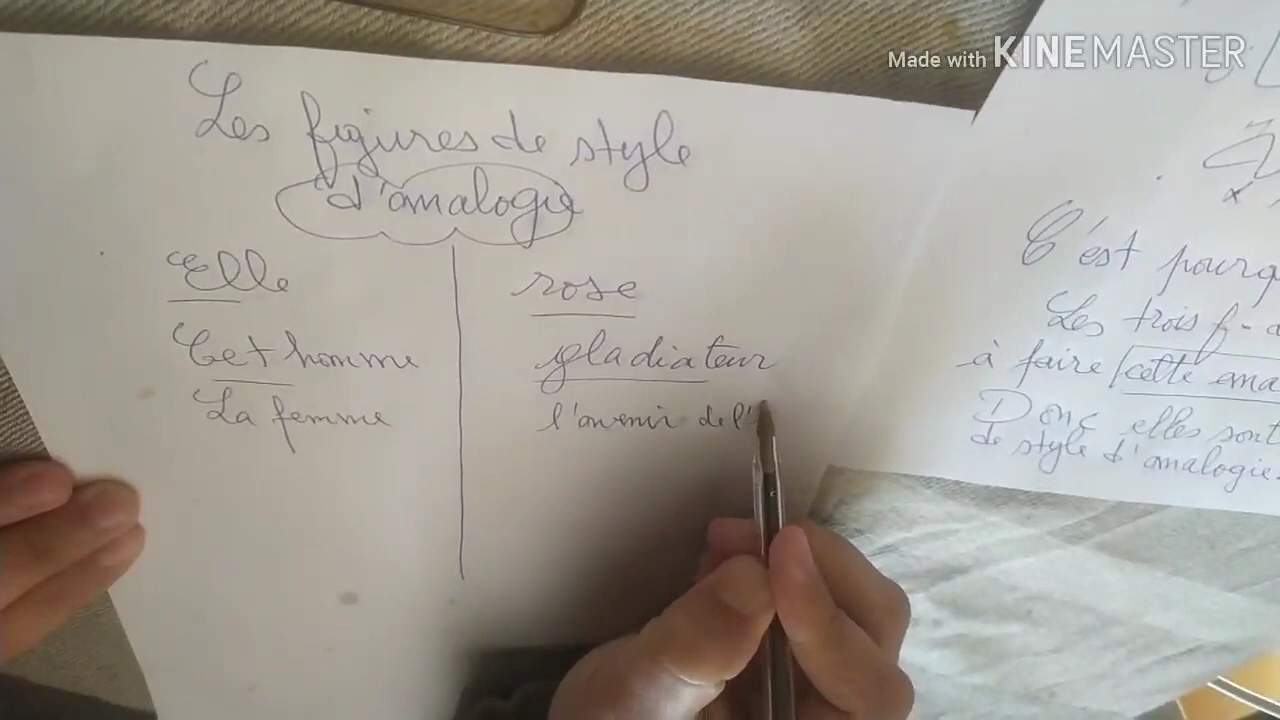 Made with KINEMASTER
Les figures de style
d'analogie
Elle rose
Cet homme gladiateur
La femme l'avenir de l'
C'est pourq
Les trois f-
à faire cette ana
Donc elles sont
de style d'analogie.